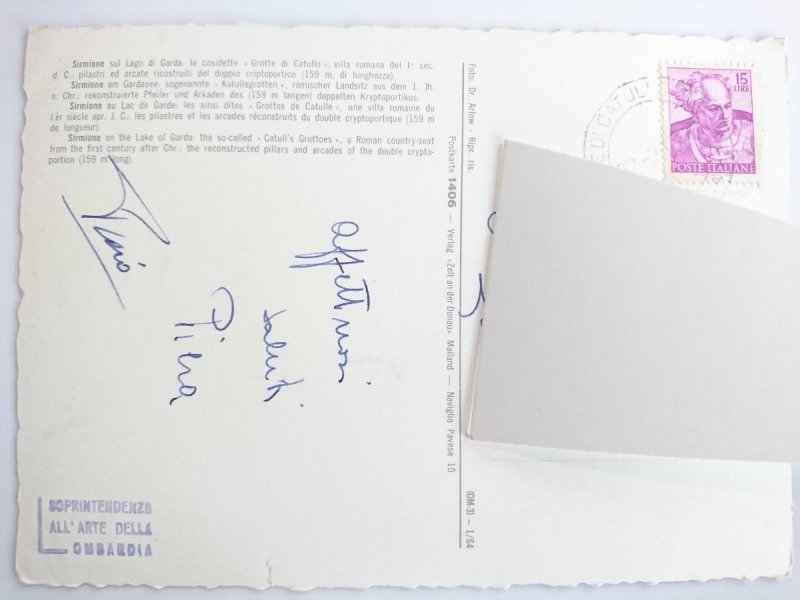 Sirmione sul Lago di Garda: le cosidette « Grotte di Catullo », villa romana del I° sec.
d. C.: pilastri ed arcate ricostruiti del doppio criptoportico (159 m. di lunghezza).
Sirmione am Gardasee: sogenannte « Katullsgrotten », römischer Landsitz aus dem 1. Jh.
n. Chr.: rekonstruierte Pfeiler und Arkaden des (159 m langen) doppelten Kryptoportikus.
Sirmione au Lac de Garde: les ainsi dites « Grottes de Catulle », une villa romaine du
I.er siècle apr. J. C.: les pilastres et les arcades réconstruits du double cryptoportique (159 m
de longueur).
Sirmione on the Lake of Garda: the so-called « Catull's Grottoes », a Roman country-seat
from the first century after Chr., the reconstructed pillars and arcades of the double crypto-
portico (159 m long).
Foto: Dr. Arlow - Ripr. ris.
Postkarte 1406 — Verlag «Zelt an der Donau» Mailand — Naviglio Pavese 10
(OM-3) - I/64
15
LIRE
POSTE ITALIANE
E DI CATULL
affettuosi
saluti
SOPRINTENDENZE
ALL'ARTE DELLA
LOMBARDIA